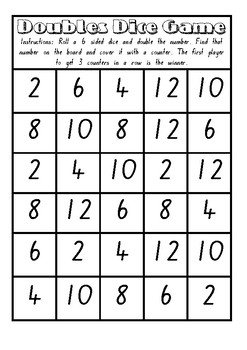 Doubles Dice Game
Instructions: Roll a 6 sided dice and double the number. Find that
number on the board and cover it with a counter. The first player
to get 3 counters in a row is the winner.
2 6 4 12 10
8 10 8 12 6
2 4 10 2 12
8 12 6 8 4
6 2 4 12 10
4 10 8 6 2